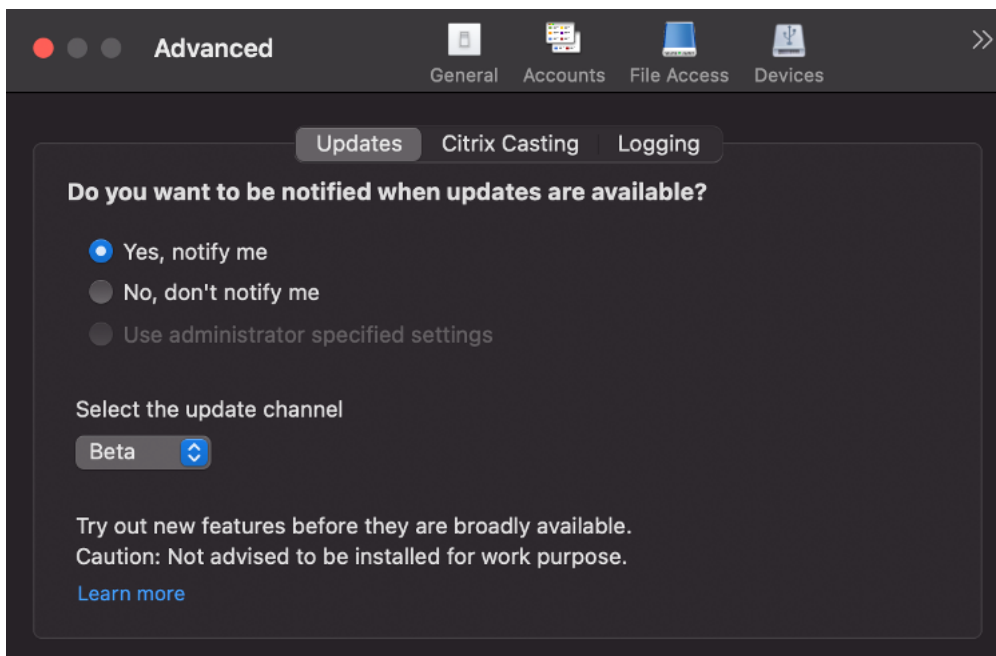 Advanced
General Accounts File Access Devices
Updates Citrix Casting Logging
Do you want to be notified when updates are available?
Yes, notify me
No, don't notify me
Use administrator specified settings
Select the update channel
Beta
Try out new features before they are broadly available.
Caution: Not advised to be installed for work purpose.
Learn more